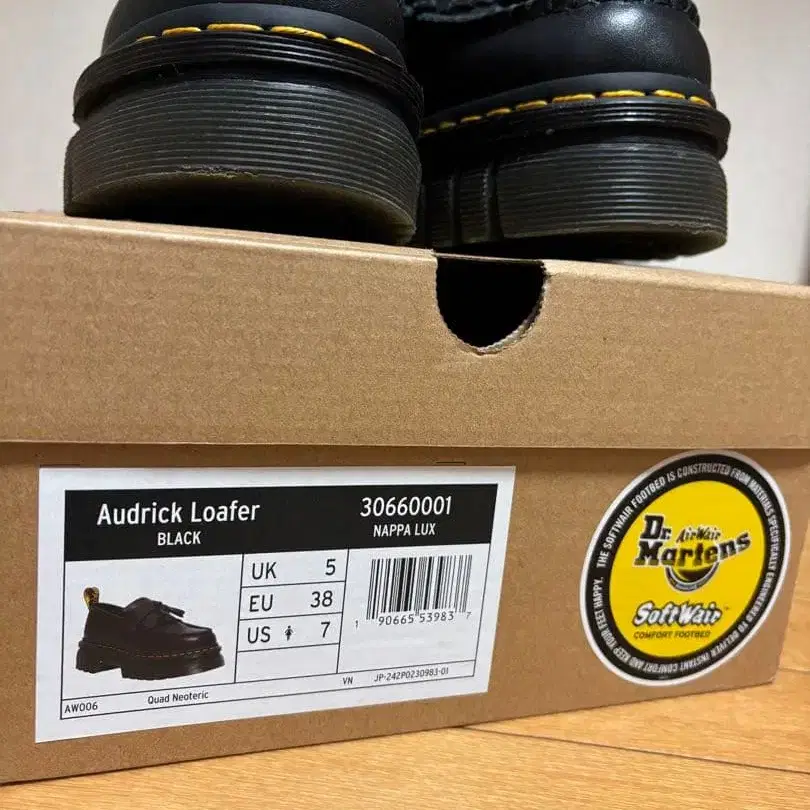 Audrick Loafer
BLACK
30660001
NAPPA LUX
UK 5
EU 38
US 7
1 90665 53983 7
AW006
Quad Neoteric
VN
JP-242P0230983-01
THE SOFTWAIR FOOTBED IS CONSTRUCTED FROM MATERIALS SPECIFICALLY ENGINEERED TO DELIVER INSTANT COMFORT AND KEEP YOUR FEET HAPPY.
Dr. AirWair
Martens
SoftWair™
COMFORT FOOTBED